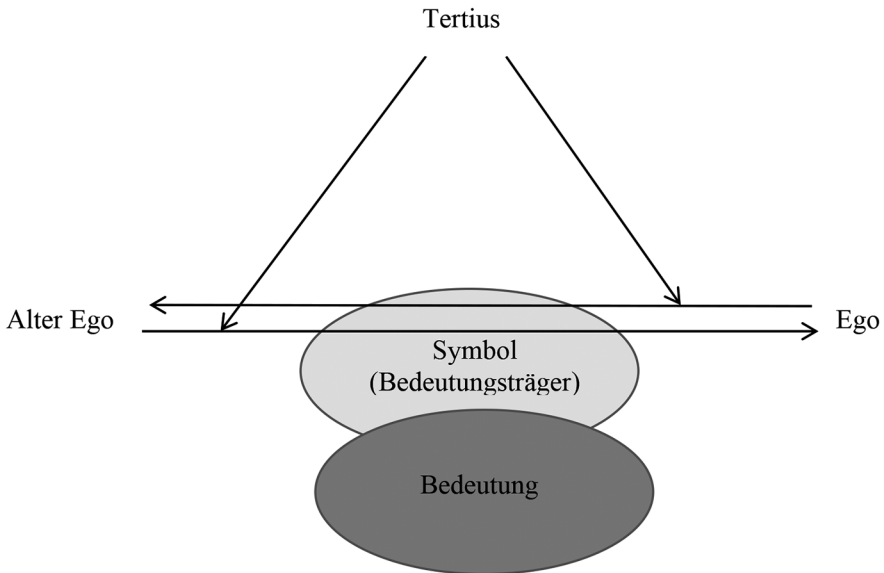 Tertius
Alter Ego
Ego
Symbol
(Bedeutungsträger)
Bedeutung